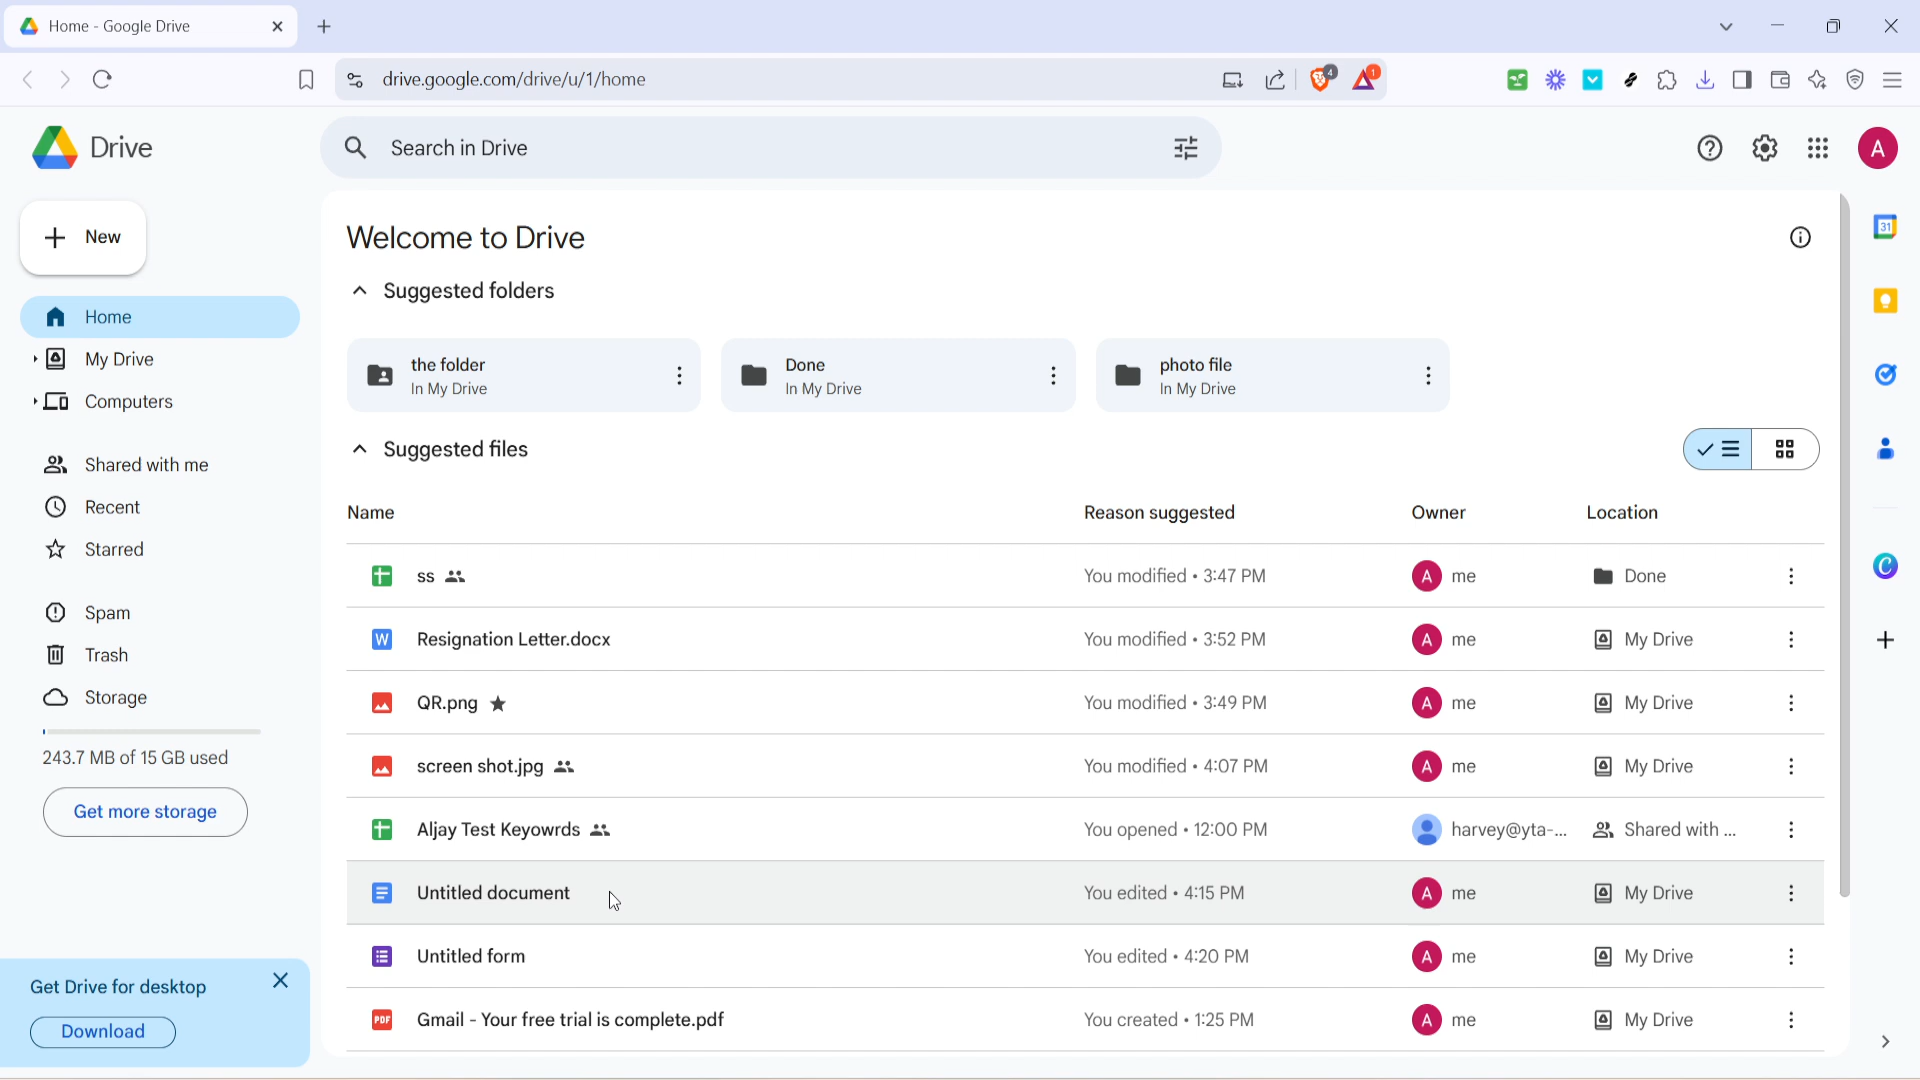 Home - Google Drive
drive.google.com/drive/u/1/home
4
1
Drive
Search in Drive
A
New
Welcome to Drive
31
Suggested folders
Home
My Drive
Computers
the folder
In My Drive
Done
In My Drive
photo file
In My Drive
Suggested files
Shared with me
Recent
Starred
Spam
Trash
Storage
243.7 MB of 15 GB used
Get more storage
Name Reason suggested Owner Location
ss You modified • 3:47 PM A me Done
W Resignation Letter.docx You modified • 3:52 PM A me My Drive
QR.png You modified • 3:49 PM A me My Drive
screen shot.jpg You modified • 4:07 PM A me My Drive
Aljay Test Keyowrds You opened • 12:00 PM harvey@yta-... Shared with ...
Untitled document You edited • 4:15 PM A me My Drive
Untitled form You edited • 4:20 PM A me My Drive
PDF Gmail - Your free trial is complete.pdf You created • 1:25 PM A me My Drive
Get Drive for desktop
Download